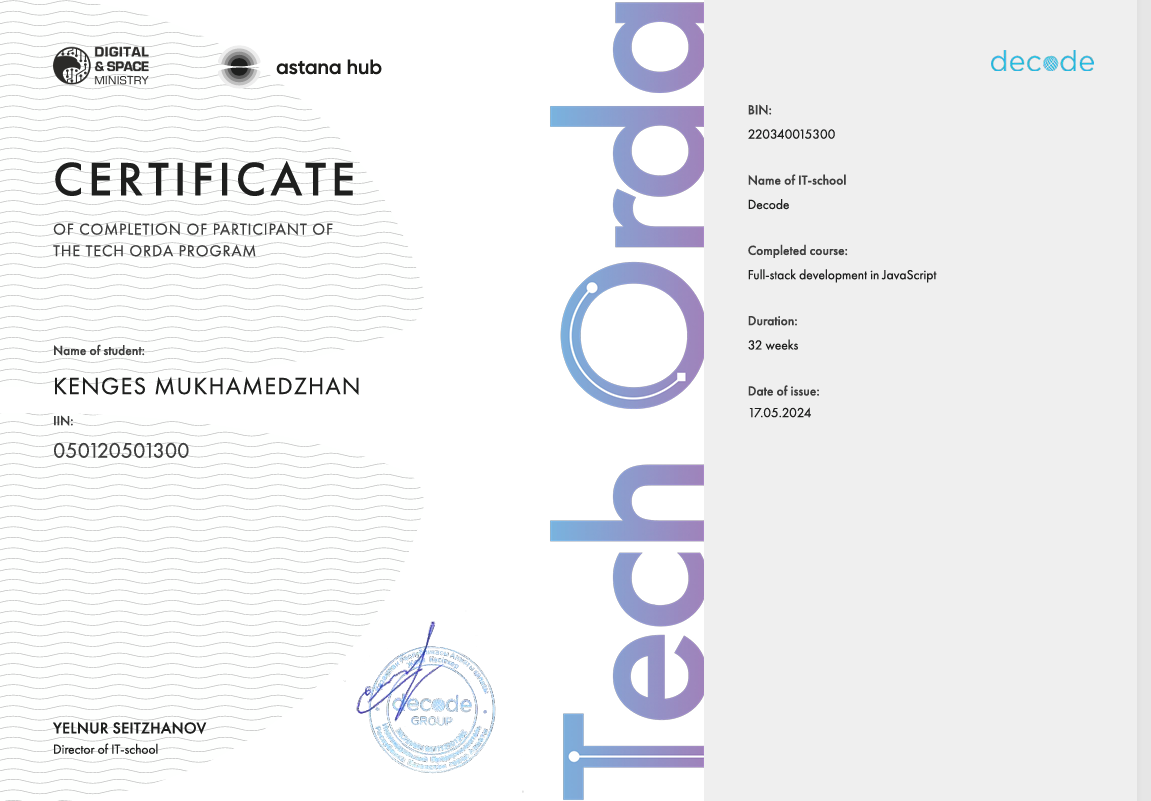 DIGITAL
& SPACE
MINISTRY
astana hub
CERTIFICATE
OF COMPLETION OF PARTICIPANT OF
THE TECH ORDA PROGRAM
Name of student:
KENGES MUKHAMEDZHAN
IIN:
050120501300
YELNUR SEITZHANOV
Director of IT-school
decode
GROUP
Tech Orda
decode
BIN:
220340015300
Name of IT-school
Decode
Completed course:
Full-stack development in JavaScript
Duration:
32 weeks
Date of issue:
17.05.2024